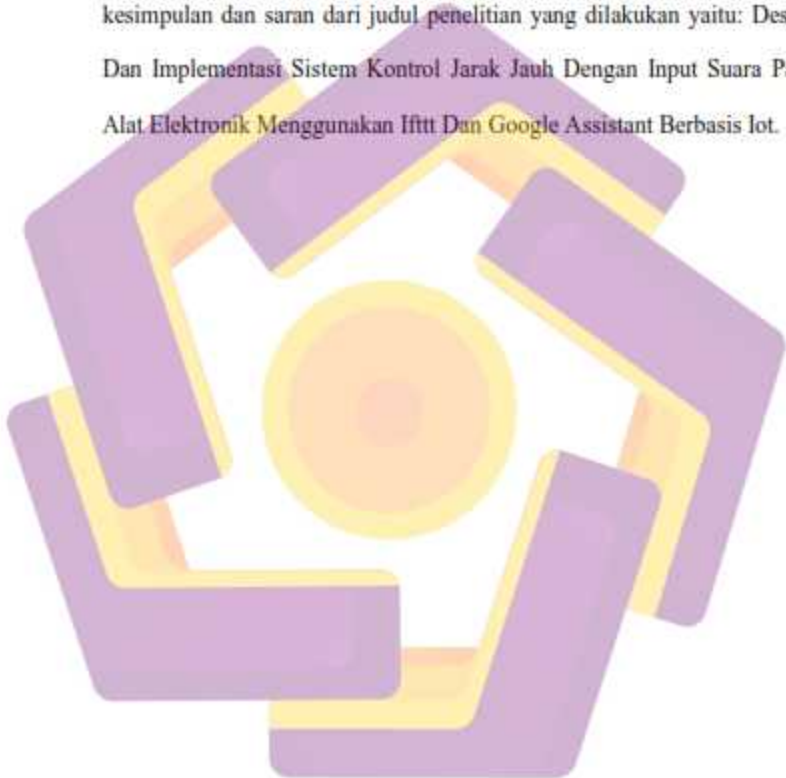 kesimpulan dan saran dari judul penelitian yang dilakukan yaitu:
Dan Implementasi Sistem Kontrol Jarak Jauh Dengan Input Suara
Alat Elektronik Menggunakan Ifttt Dan Google Assistant Berbasis Iot.